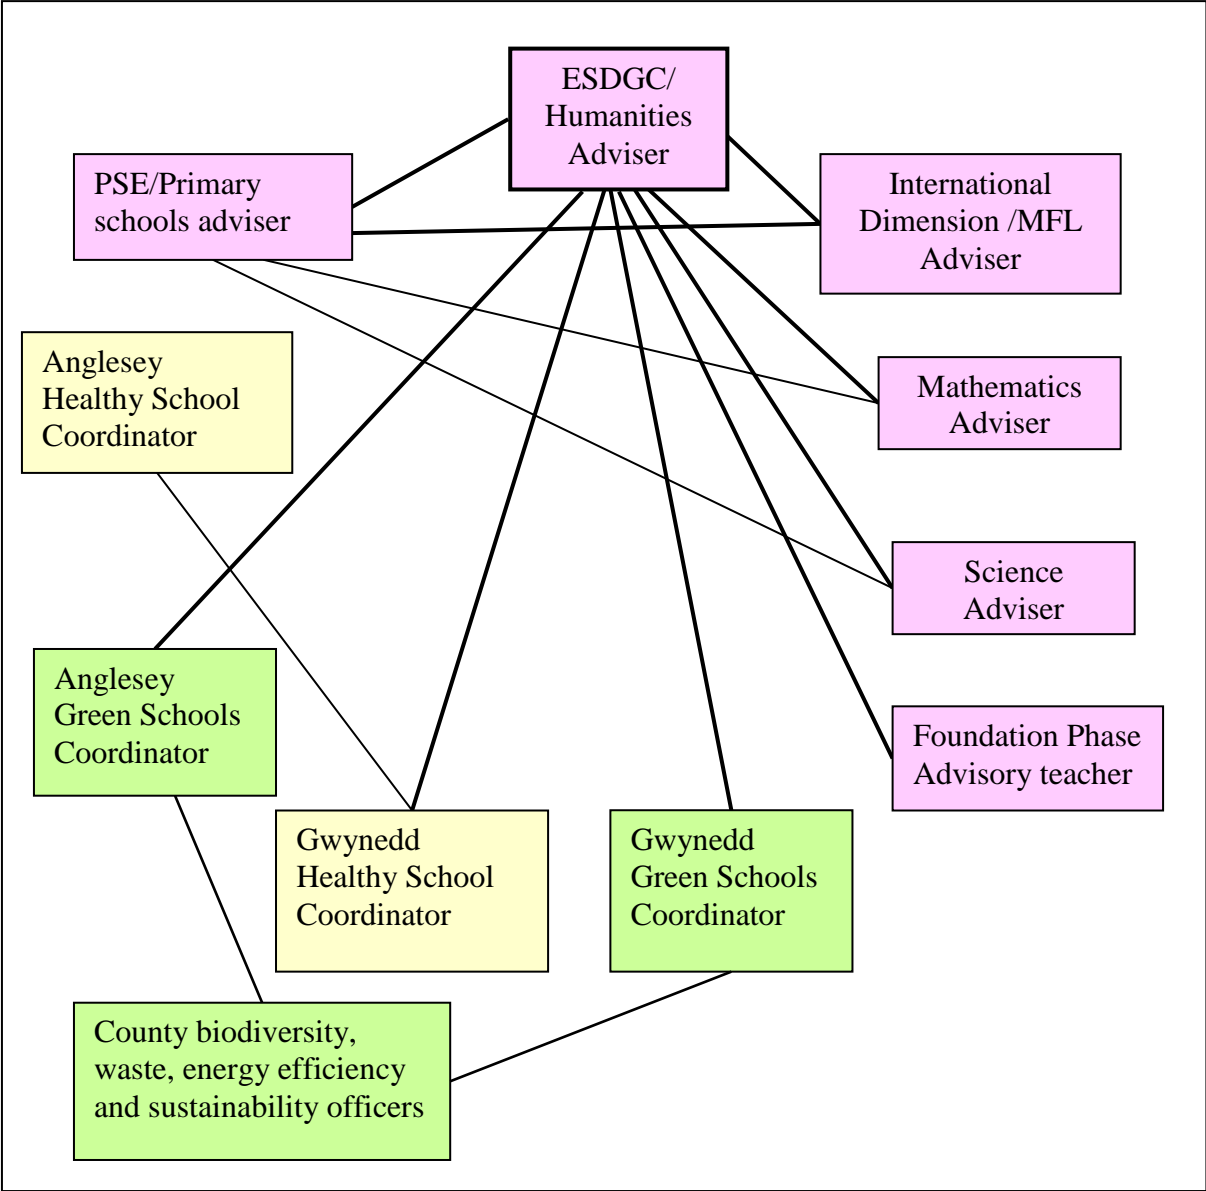 ESDGC/
Humanities
Adviser
PSE/Primary
schools adviser
International
Dimension /MFL
Adviser
Anglesey
Healthy School
Coordinator
Mathematics
Adviser
Science
Adviser
Anglesey
Green Schools
Coordinator
Foundation Phase
Advisory teacher
Gwynedd
Healthy School
Coordinator
Gwynedd
Green Schools
Coordinator
County biodiversity,
waste, energy efficiency
and sustainability officers